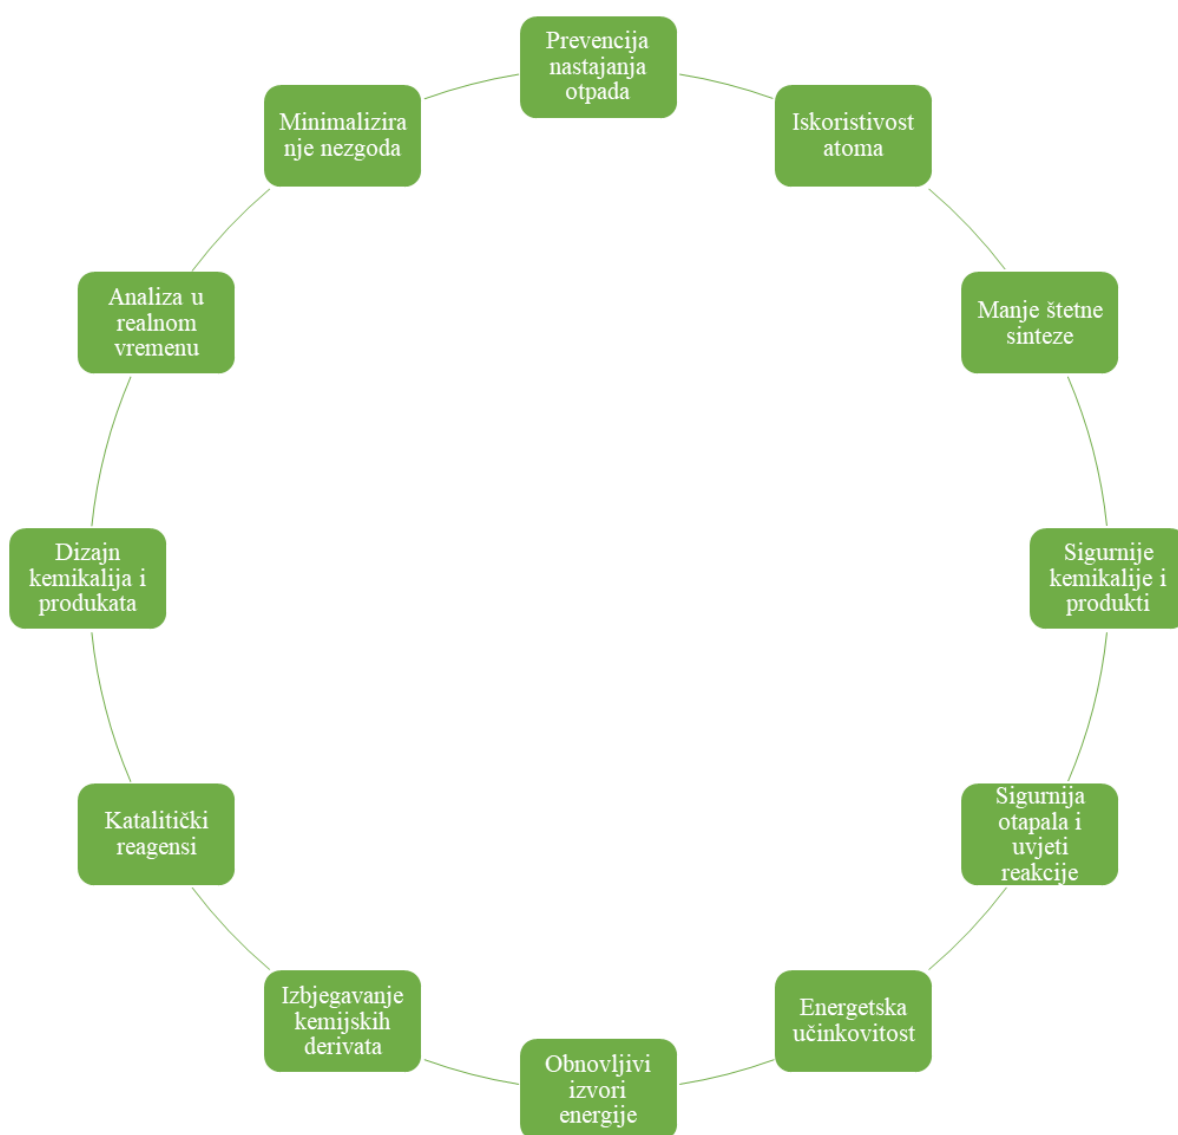 Prevencija
nastajanja
otpada
Iskoristivost
atoma
Manje štetne
sinteze
Sigurnije
kemikalije i
produkti
Sigurnija
otapala i
uvjeti
reakcije
Energetska
učinkovitost
Obnovljivi
izvori
energije
Izbjegavanje
kemijskih
derivata
Katalitički
reagensi
Dizajn
kemikalija i
produkata
Analiza u
realnom
vremenu
Minimalizira
nje nezgoda